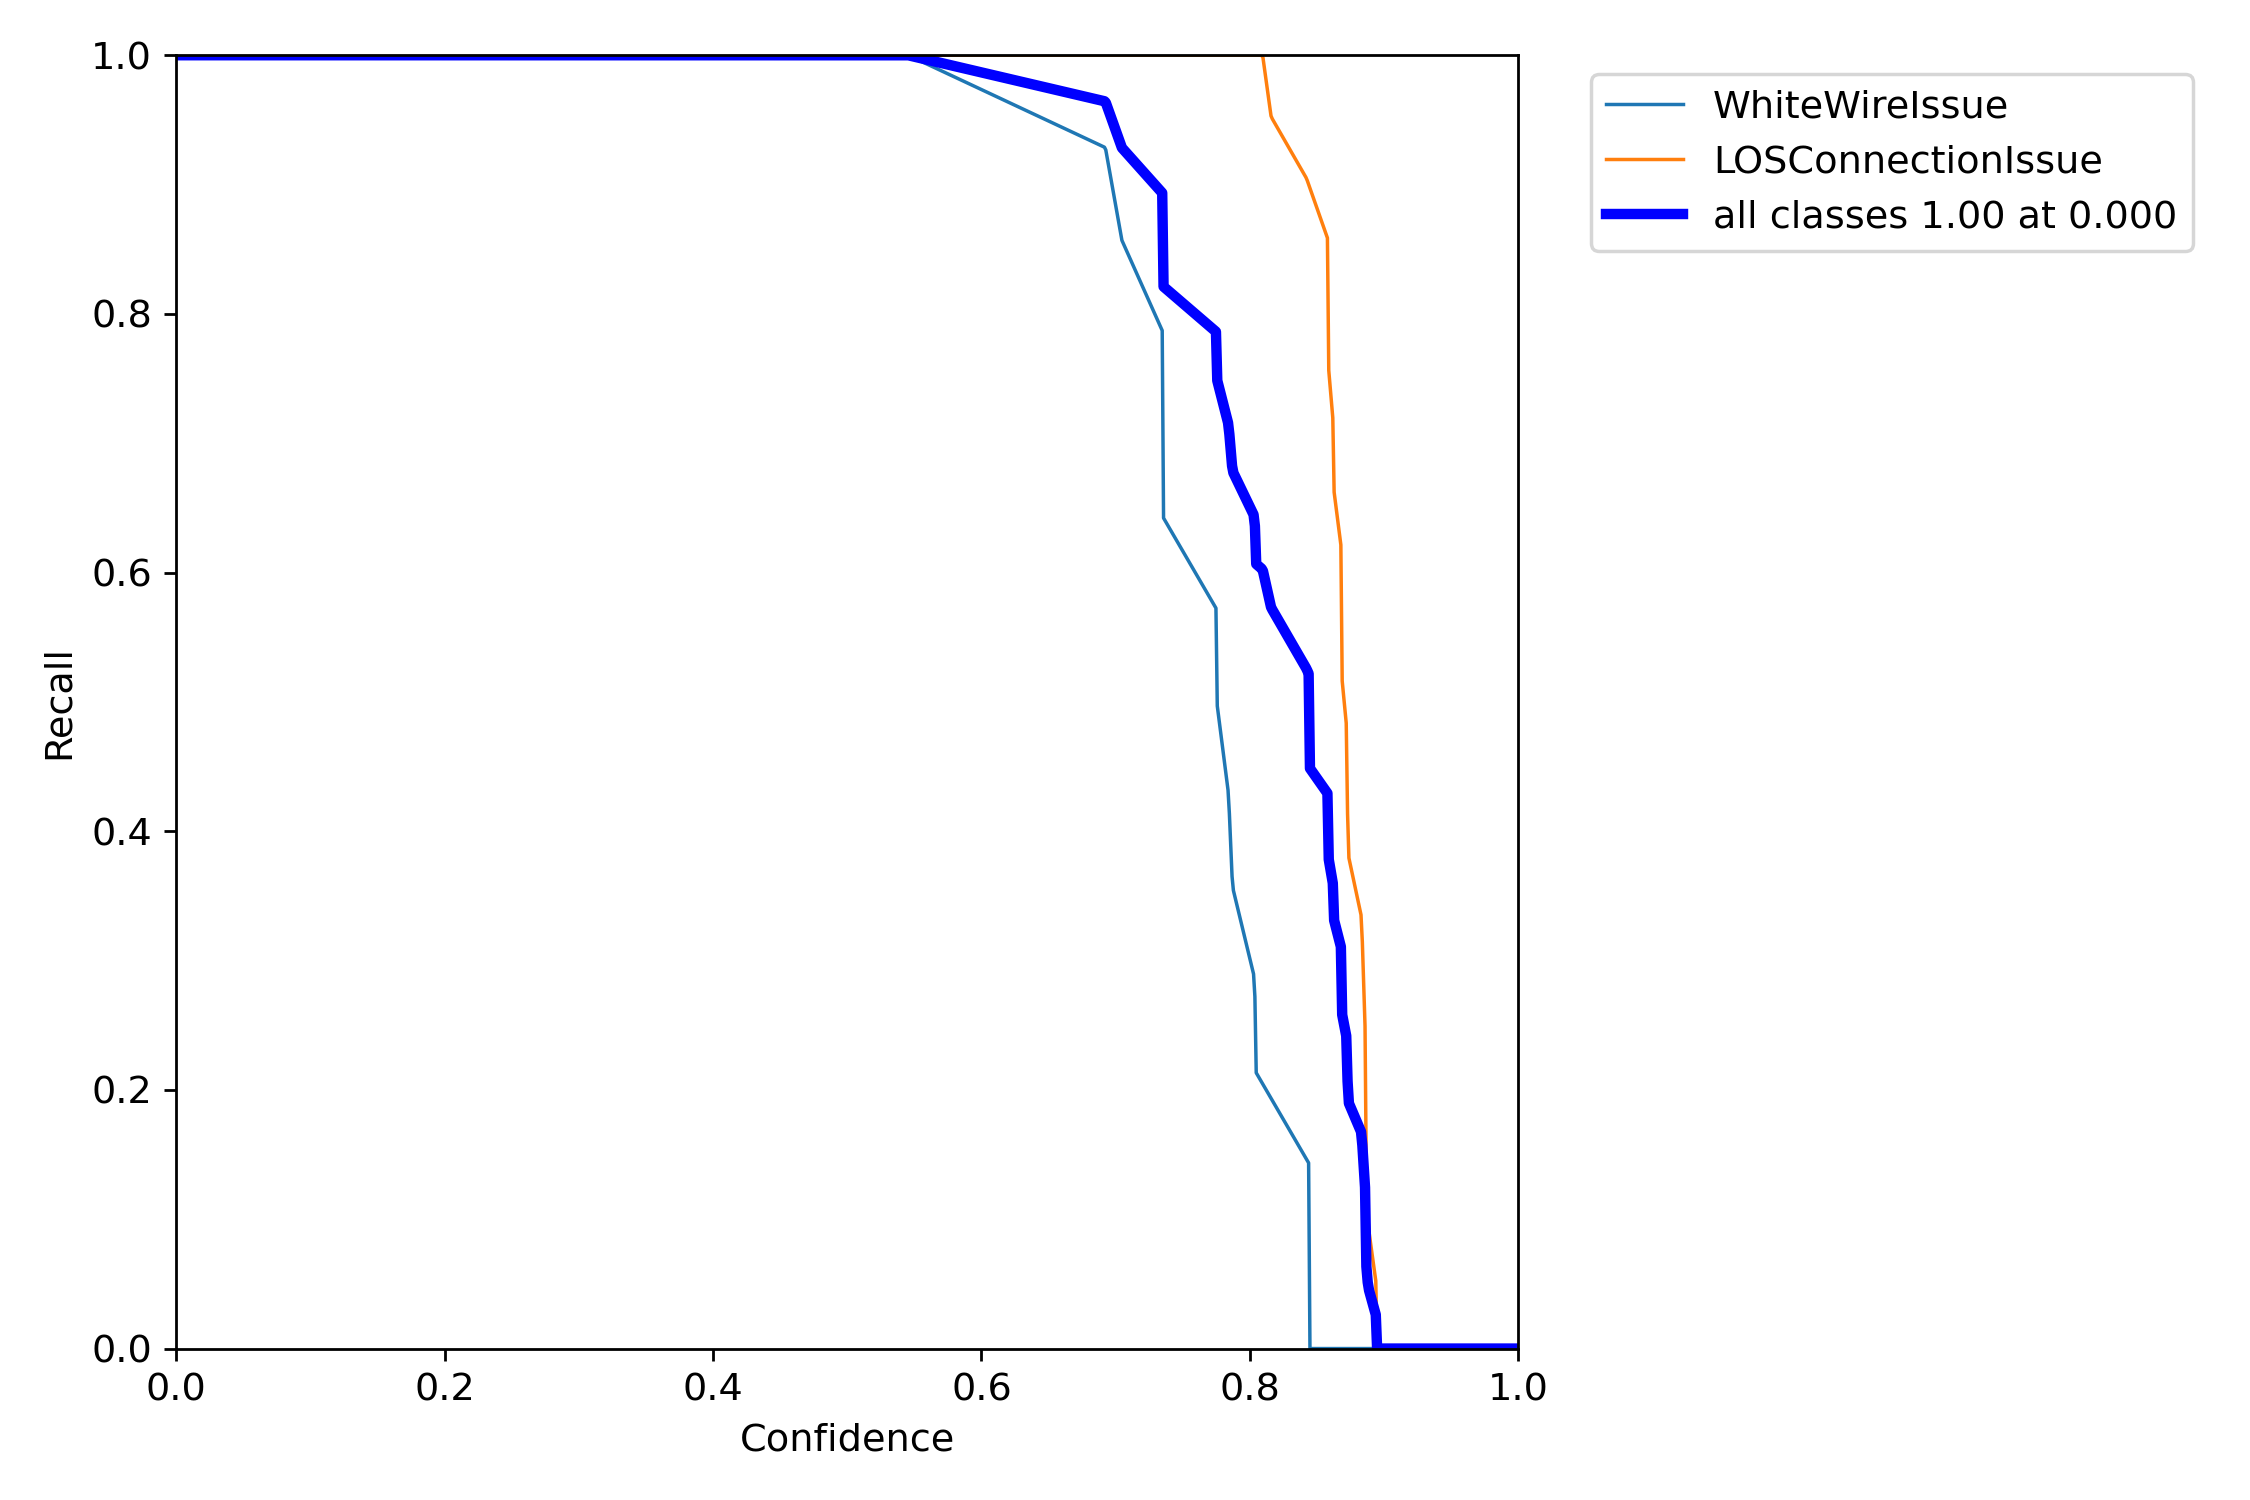 1.0
0.8
0.6
0.4
0.2
0.0
Recall
0.0 0.2 0.4 0.6 0.8 1.0
Confidence
WhiteWireIssue
LOSConnectionIssue
all classes 1.00 at 0.000